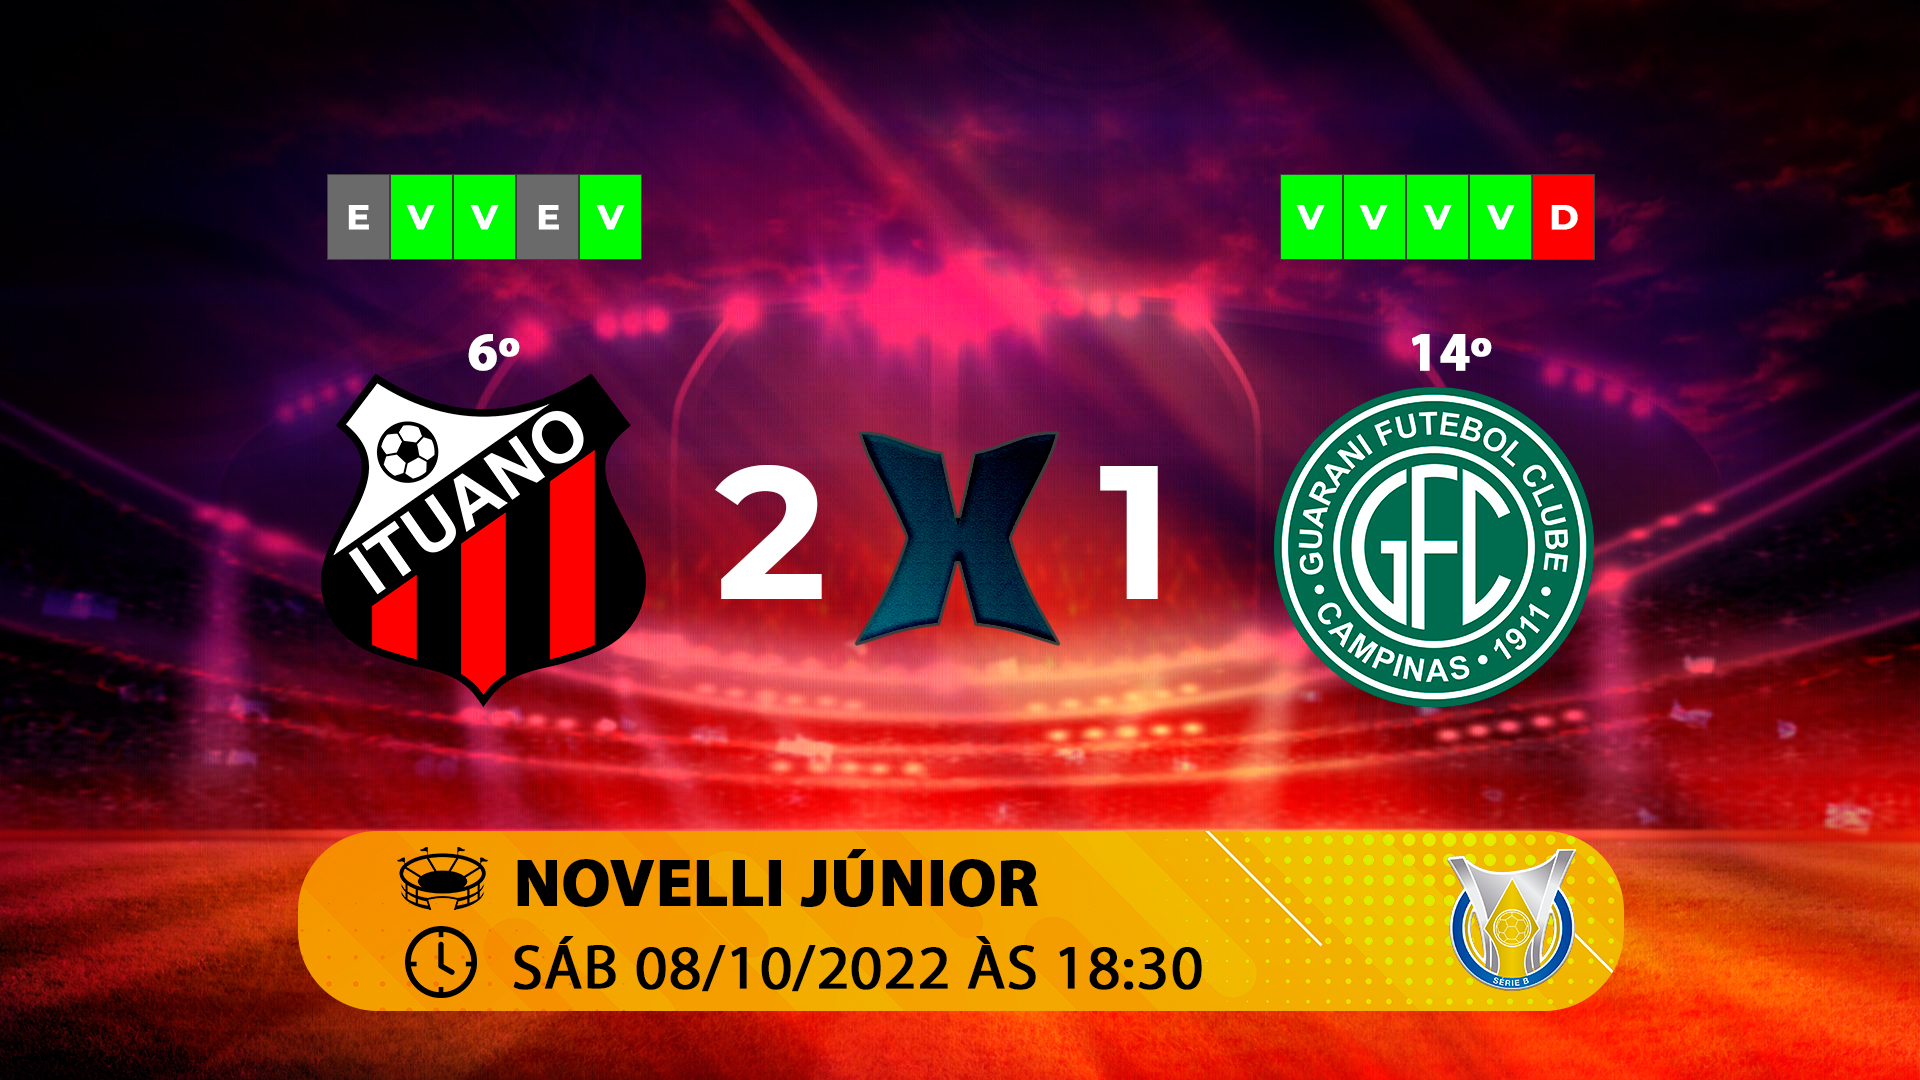 E V V E V
V V V V D
6º
14º
ITUANO
2 X 1
GUARANI FUTEBOL CLUBE
GFC
• CAMPINAS • 1911 •
NOVELLI JÚNIOR
SÁB 08/10/2022 ÀS 18:30
SÉRIE B